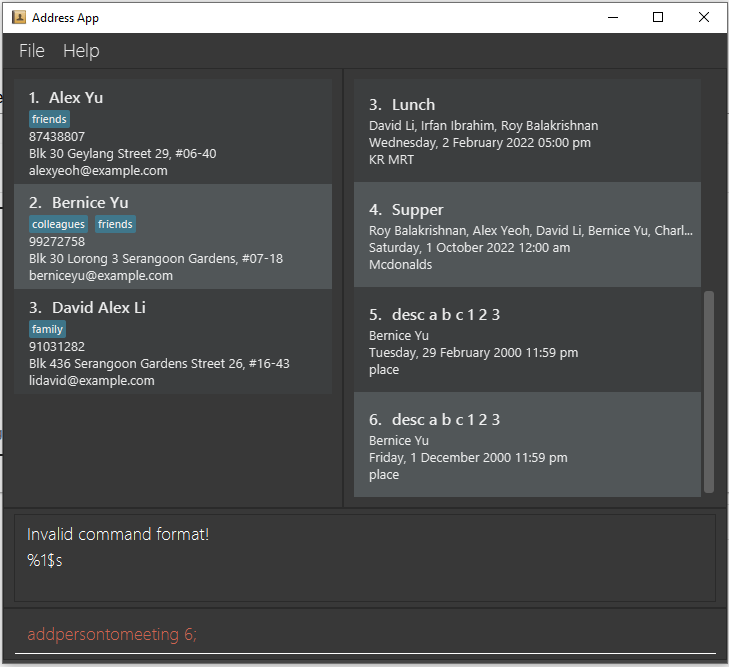 Address App
File Help
1. Alex Yu
friends
87438807
Blk 30 Geylang Street 29, #06-40
alexyeoh@example.com
2. Bernice Yu
colleagues friends
99272758
Blk 30 Lorong 3 Serangoon Gardens, #07-18
berniceyu@example.com
3. David Alex Li
family
91031282
Blk 436 Serangoon Gardens Street 26, #16-43
lidavid@example.com
3. Lunch
David Li, Irfan Ibrahim, Roy Balakrishnan
Wednesday, 2 February 2022 05:00 pm
KR MRT
4. Supper
Roy Balakrishnan, Alex Yeoh, David Li, Bernice Yu, Charl...
Saturday, 1 October 2022 12:00 am
Mcdonalds
5. desc a b c 1 2 3
Bernice Yu
Tuesday, 29 February 2000 11:59 pm
place
6. desc a b c 1 2 3
Bernice Yu
Friday, 1 December 2000 11:59 pm
place
Invalid command format!
%1$s
addpersontomeeting 6;